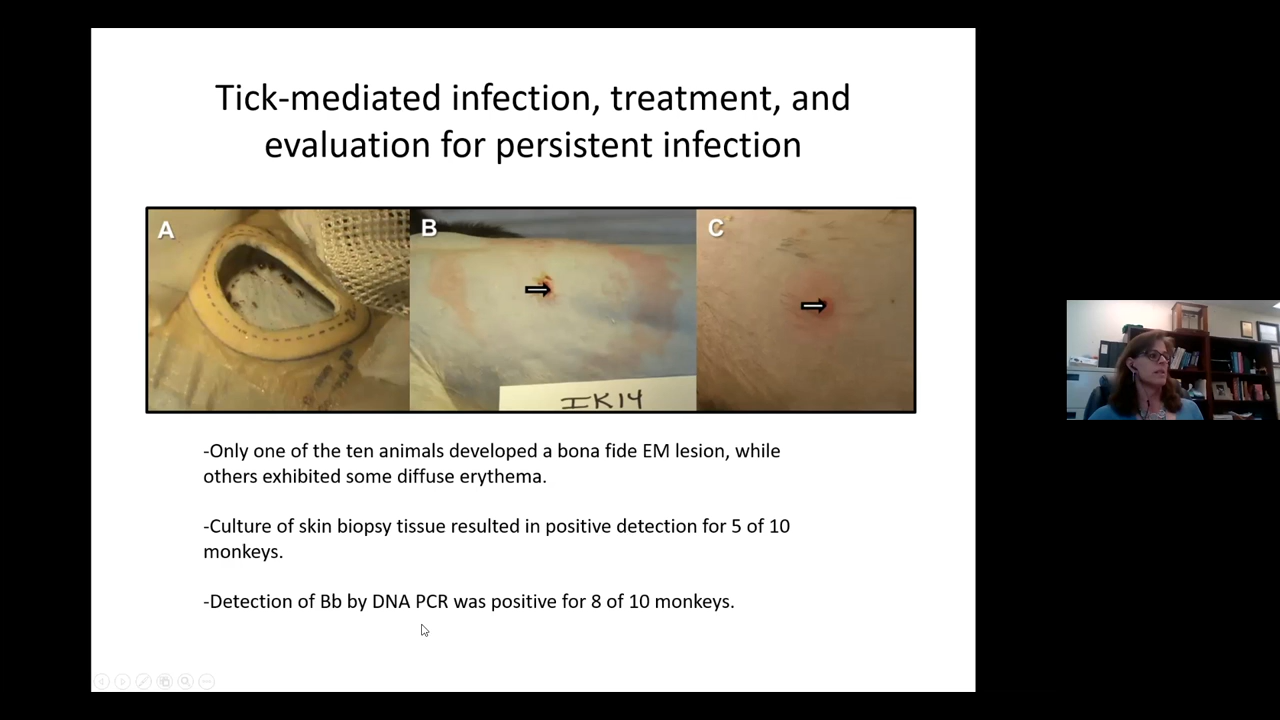 Tick-mediated infection, treatment, and
evaluation for persistent infection
A
B
C
IK14
-Only one of the ten animals developed a bona fide EM lesion, while
others exhibited some diffuse erythema.
-Culture of skin biopsy tissue resulted in positive detection for 5 of 10
monkeys.
-Detection of Bb by DNA PCR was positive for 8 of 10 monkeys.